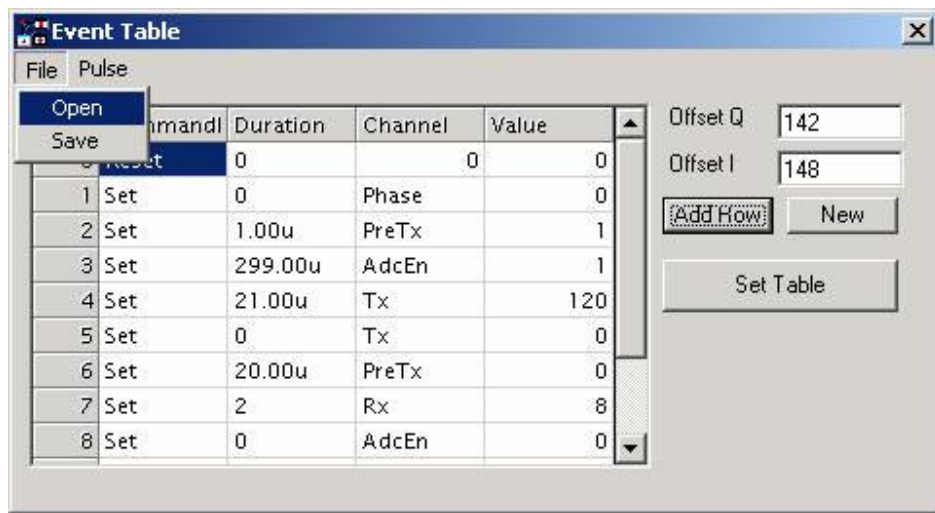 Event Table
File Pulse
Open
Save
mmandl Duration Channel Value
0 0 0
1 Set 0 Phase 0
2 Set 1.00u PreTx 1
3 Set 299.00u AdcEn 1
4 Set 21.00u Tx 120
5 Set 0 Tx 0
6 Set 20.00u PreTx 0
7 Set 2 Rx 8
8 Set 0 AdcEn 0
Offset Q 142
Offset I 148
Add Row New
Set Table